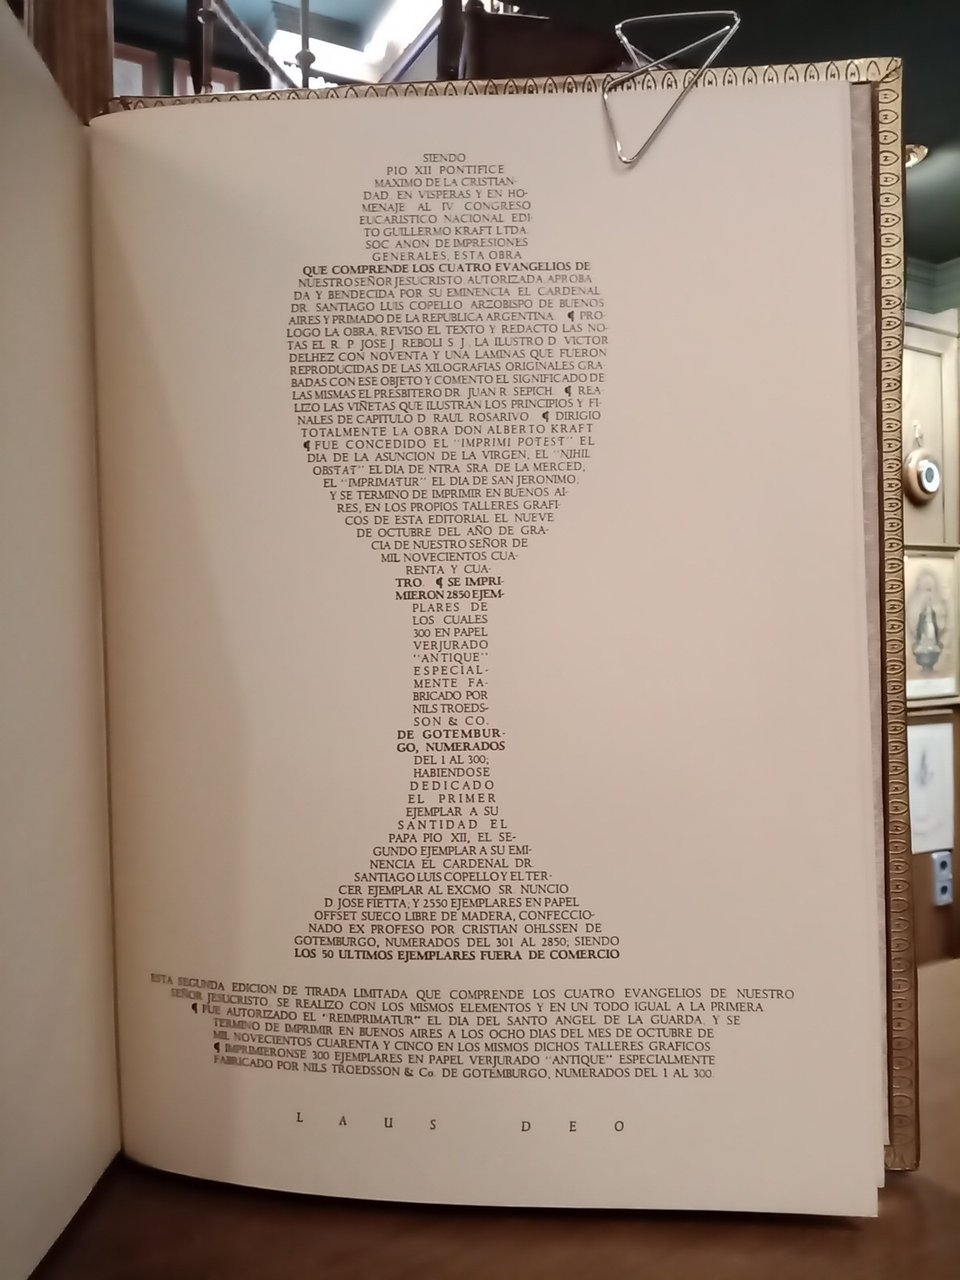 SIENDO
PIO XII PONTIFICE
MAXIMO DE LA CRISTIAN-
DAD EN VISPERAS Y EN HO-
MENAJE AL IV CONGRESO
EUCARISTICO NACIONAL EDI-
TO GUILLERMO KRAFT LTDA.
SOC ANON DE IMPRESIONES
GENERALES, ESTA OBRA
QUE COMPRENDE LOS CUATRO EVANGELIOS DE
NUESTRO SEÑOR JESUCRISTO AUTORIZADA APROBA
DA Y BENDECIDA POR SU EMINENCIA EL CARDENAL
DR. SANTIAGO LUIS COPELLO ARZOBISPO DE BUENOS
AIRES Y PRIMADO DE LA REPUBLICA ARGENTINA. ¶ PRO-
LOGO LA OBRA, REVISO EL TEXTO Y REDACTO LAS NO-
TAS EL R. P JOSE J REBOLI S J. LA ILUSTRO D. VICTOR
DELHEZ CON NOVENTA Y UNA LAMINAS QUE FUERON
REPRODUCIDAS DE LAS XILOGRAFIAS ORIGINALES GRA-
BADAS CON ESE OBJETO Y COMENTO EL SIGNIFICADO DE
LAS MISMAS EL PRESBITERO DR. JUAN R. SEPICH. ¶ REA-
LIZO LAS VIÑETAS QUE ILUSTRAN LOS PRINCIPIOS Y FI-
NALES DE CAPITULO D. RAUL ROSARIVO. ¶ DIRIGIO
TOTALMENTE LA OBRA DON ALBERTO KRAFT
¶ FUE CONCEDIDO EL "IMPRIMI POTEST" EL
DIA DE LA ASUNCION DE LA VIRGEN, EL "NIHIL
OBSTAT" EL DIA DE NTRA SRA DE LA MERCED,
EL "IMPRIMATUR" EL DIA DE SAN JERONIMO,
Y SE TERMINO DE IMPRIMIR EN BUENOS AI-
RES, EN LOS PROPIOS TALLERES GRAFI-
COS DE ESTA EDITORIAL EL NUEVE
DE OCTUBRE DEL AÑO DE GRA-
CIA DE NUESTRO SEÑOR DE
MIL NOVECIENTOS CUA-
RENTA Y CUA-
TRO. ¶ SE IMPRI-
MIERON 2850 EJEM-
PLARES DE
LOS CUALES
300 EN PAPEL
VERJURADO
"ANTIQUE"
ESPECIAL-
MENTE FA-
BRICADO POR
NILS TROEDS-
SON & CO.
DE GOTEMBUR-
GO, NUMERADOS
DEL 1 AL 300;
HABIENDOSE
DEDICADO
EL PRIMER
EJEMPLAR A SU
SANTIDAD EL
PAPA PIO XII, EL SE-
GUNDO EJEMPLAR A SU EMI-
NENCIA EL CARDENAL DR.
SANTIAGO LUIS COPELLO Y EL TER-
CER EJEMPLAR AL EXCMO SR. NUNCIO
D. JOSE FIETTA; Y 2550 EJEMPLARES EN PAPEL
OFFSET SUECO LIBRE DE MADERA, CONFECCIO-
NADO EX PROFESO POR CRISTIAN OHLSSEN DE
GOTEMBURGO, NUMERADOS DEL 301 AL 2850; SIENDO
LOS 50 ULTIMOS EJEMPLARES FUERA DE COMERCIO
ESTA SEGUNDA EDICION DE TIRADA LIMITADA QUE COMPRENDE LOS CUATRO EVANGELIOS DE NUESTRO
SEÑOR JESUCRISTO, SE REALIZO CON LOS MISMOS ELEMENTOS Y EN UN TODO IGUAL A LA PRIMERA
¶ FUE AUTORIZADO EL "REIMPRIMATUR" EL DIA DEL SANTO ANGEL DE LA GUARDA, Y SE
TERMINO DE IMPRIMIR EN BUENOS AIRES A LOS OCHO DIAS DEL MES DE OCTUBRE DE
MIL NOVECIENTOS CUARENTA Y CINCO EN LOS MISMOS DICHOS TALLERES GRAFICOS
¶ IMPRIMIERONSE 300 EJEMPLARES EN PAPEL VERJURADO "ANTIQUE" ESPECIALMENTE
FABRICADO POR NILS TROEDSSON & Co. DE GOTEMBURGO, NUMERADOS DEL 1 AL 300.
LAUS DEO